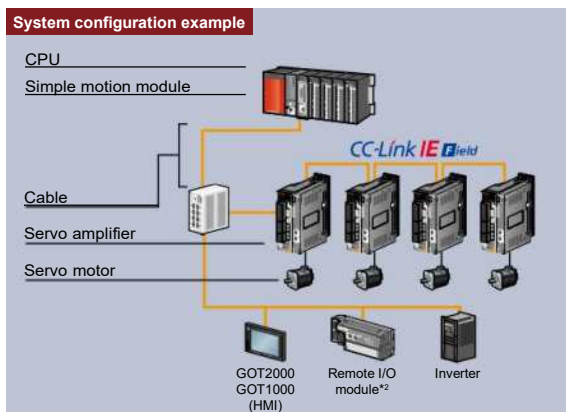 System configuration example
CPU
Simple motion module
CC-Link IE Field
Cable
Servo amplifier
Servo motor
GOT2000
GOT1000
(HMI)
Remote I/O
module*2
Inverter